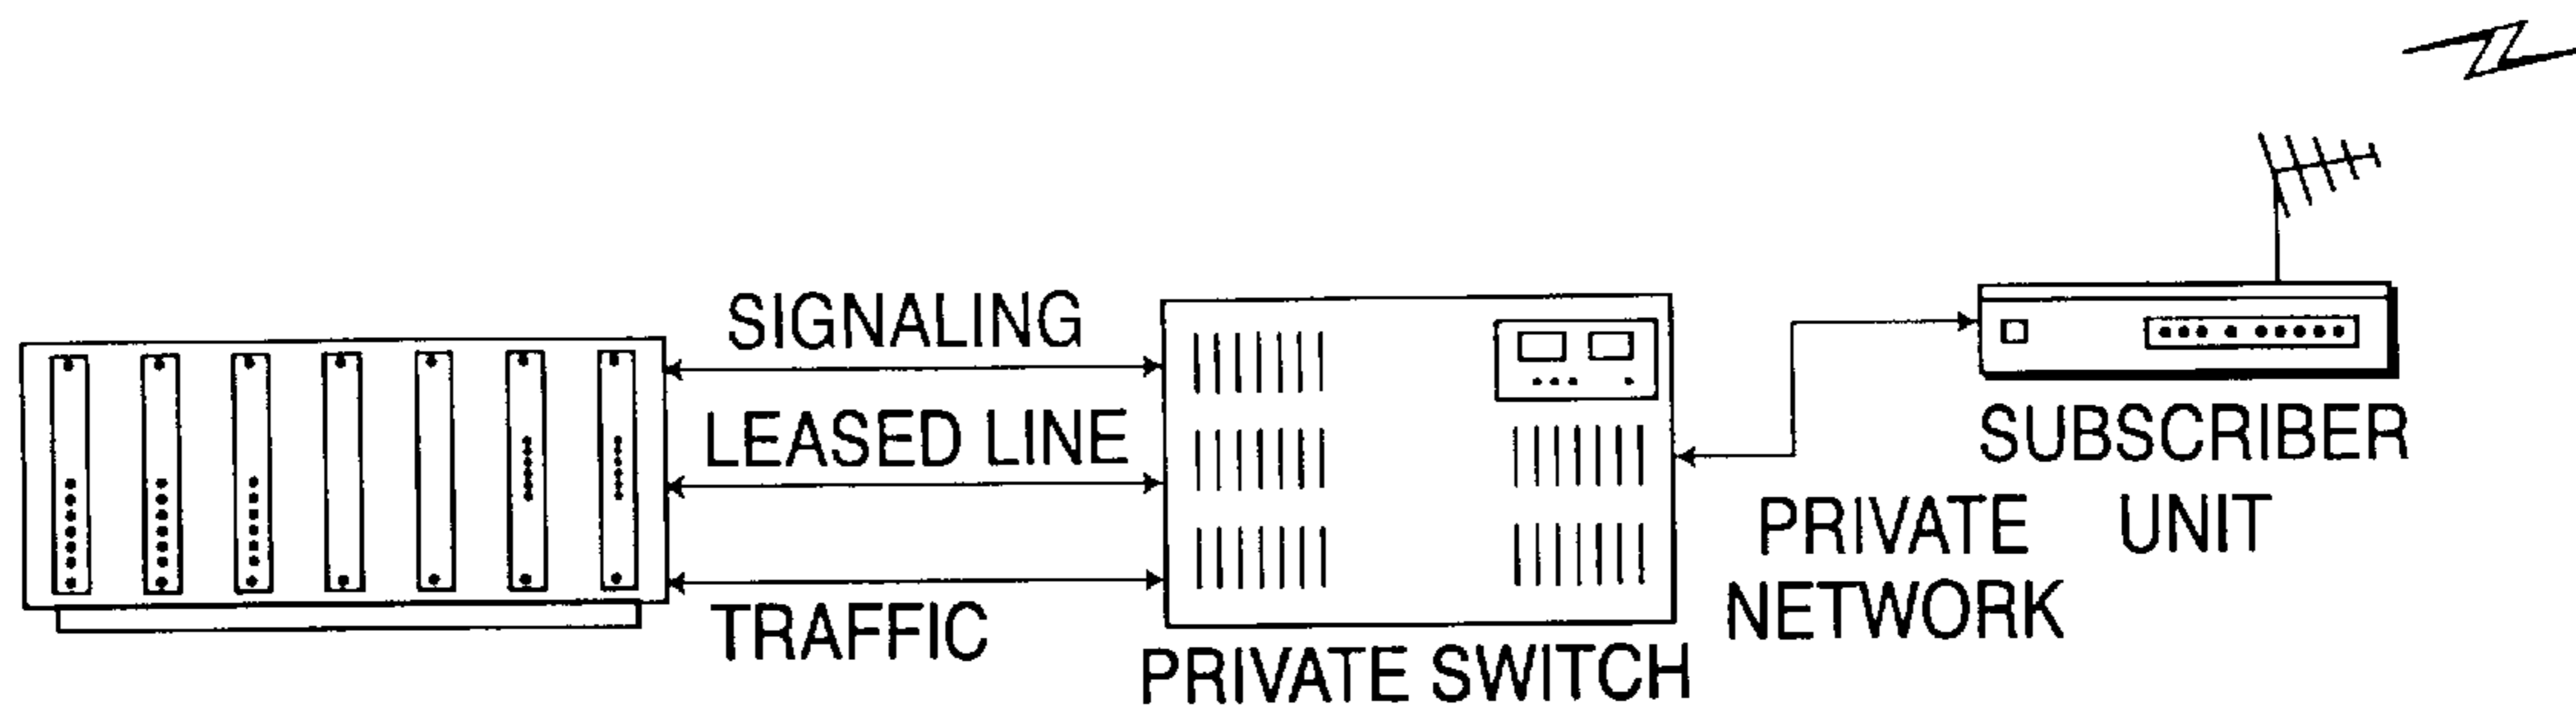 SIGNALING
LEASED LINE
TRAFFIC
PRIVATE SWITCH
PRIVATE
NETWORK
SUBSCRIBER
UNIT